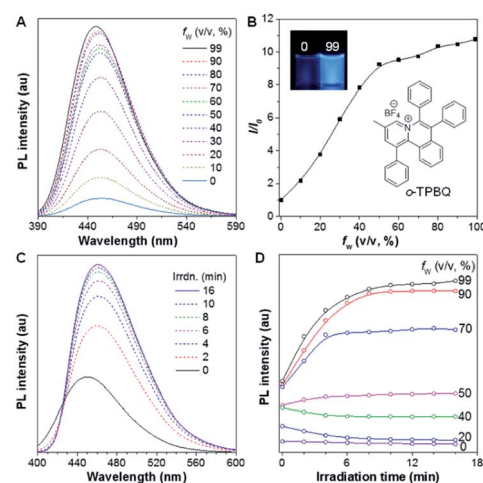 A
PL intensity (au)
fw (v/v, %)
99
90
80
70
60
50
40
30
20
10
0
390 440 490 540 590
Wavelength (nm)
B
I/I0
12
10
8
6
4
2
0
0 99
BF4
N+
o-TPBQ
0 20 40 60 80 100
fw (v/v, %)
C
PL intensity (au)
Irrdn. (min)
16
10
8
6
4
2
0
400 440 480 520 560 600
Wavelength (nm)
D
PL intensity (au)
fw (v/v, %)
99
90
70
50
40
20
0
0 6 12 18
Irradiation time (min)